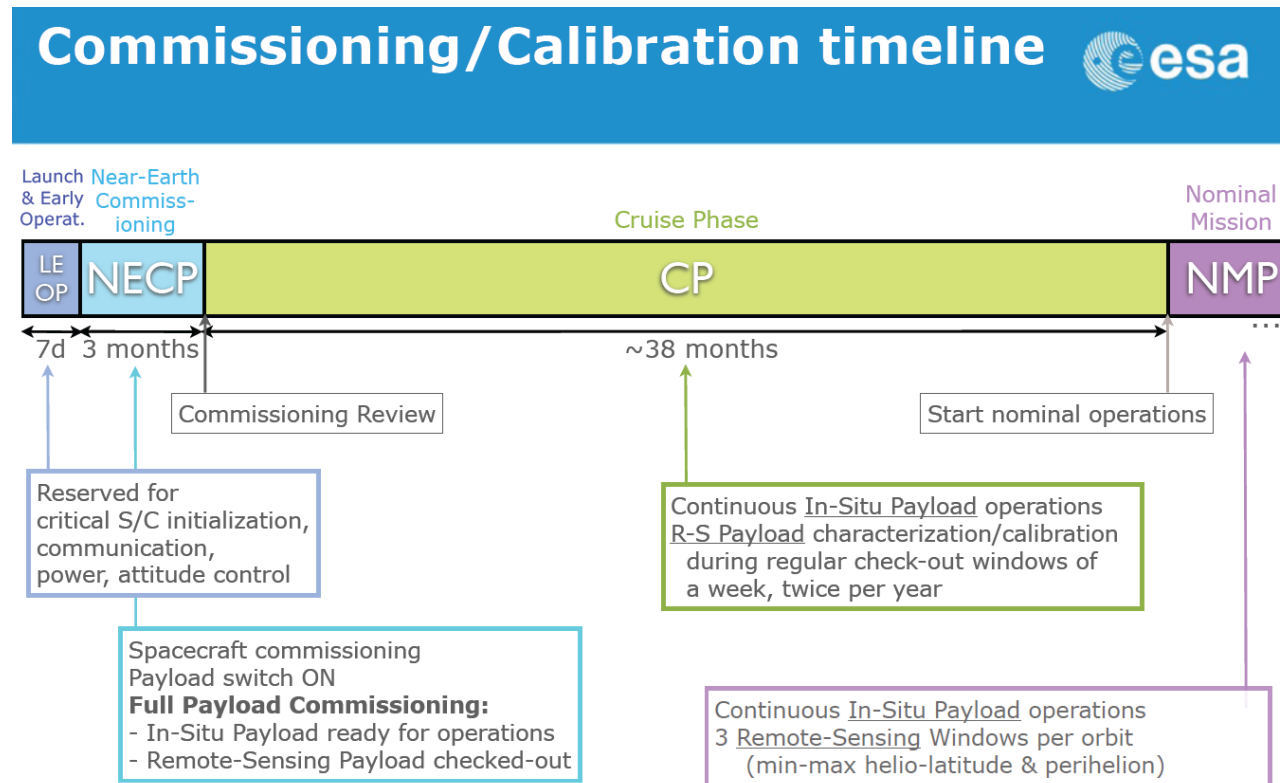 Commissioning/Calibration timeline
esa
Launch
& Early
Operat.
Near-Earth
Commiss-
ioning
Cruise Phase
Nominal
Mission
LE
OP
NECP
CP
NMP
...
7d
3 months
~38 months
Commissioning Review
Start nominal operations
Reserved for
critical S/C initialization,
communication,
power, attitude control
Continuous In-Situ Payload operations
R-S Payload characterization/calibration
during regular check-out windows of
a week, twice per year
Spacecraft commissioning
Payload switch ON
Full Payload Commissioning:
- In-Situ Payload ready for operations
- Remote-Sensing Payload checked-out
Continuous In-Situ Payload operations
3 Remote-Sensing Windows per orbit
(min-max helio-latitude & perihelion)